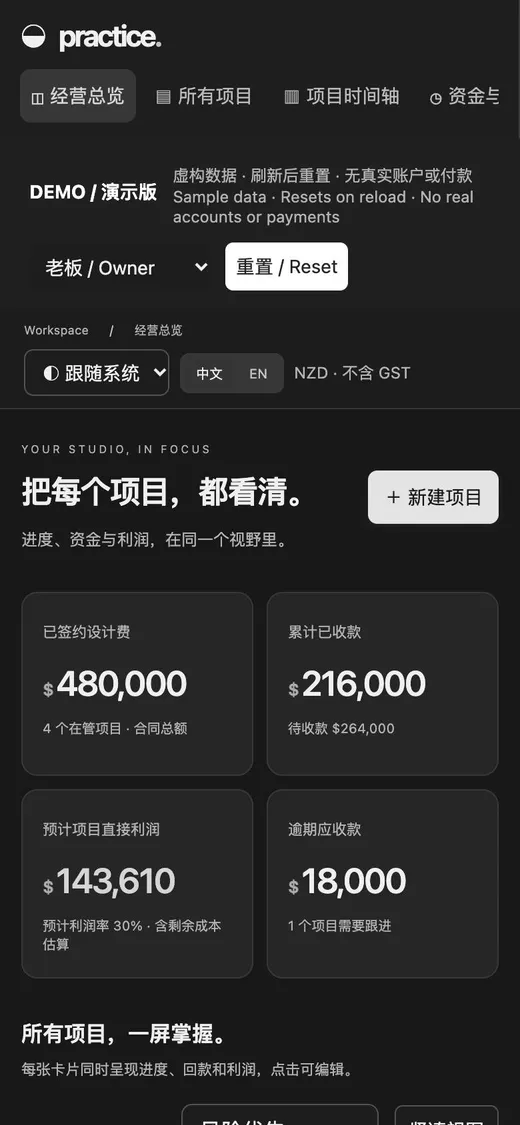 practice.
经营总览 所有项目 项目时间轴 资金与
DEMO / 演示版
虚构数据 · 刷新后重置 · 无真实账户或付款
Sample data · Resets on reload · No real
accounts or payments
老板 / Owner
重置 / Reset
Workspace / 经营总览
跟随系统 中文 EN NZD · 不含 GST
YOUR STUDIO, IN FOCUS
把每个项目，都看清。
+ 新建项目
进度、资金与利润，在同一个视野里。
已签约设计费
$480,000
4 个在管项目 · 合同总额
累计已收款
$216,000
待收款 $264,000
预计项目直接利润
$143,610
预计利润率 30% · 含剩余成本
估算
逾期应收款
$18,000
1 个项目需要跟进
所有项目，一屏掌握。
每张卡片同时呈现进度、回款和利润，点击可编辑。